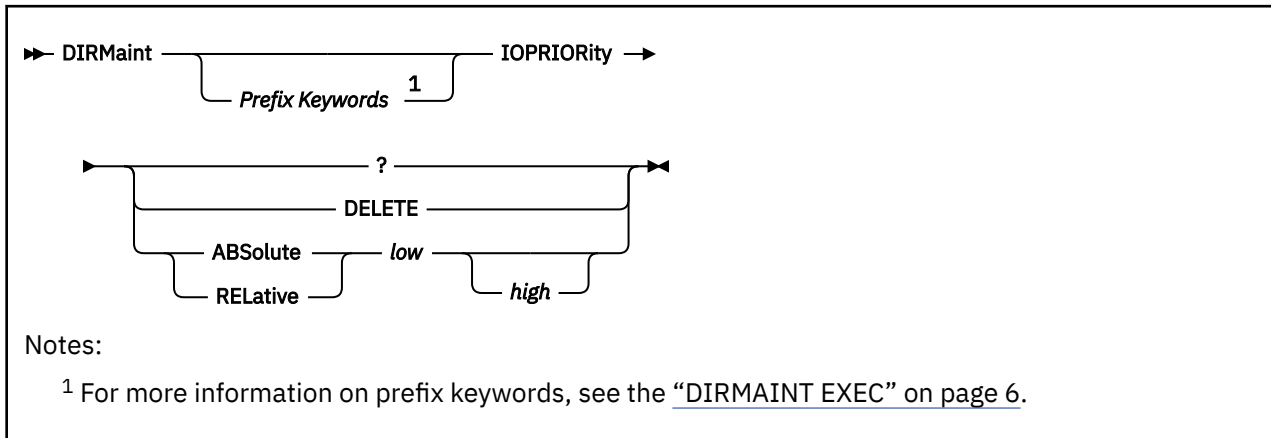 DIRMaint Prefix Keywords 1 IOPRIORity
?
DELETE
ABSolute RELative low high
Notes:
1 For more information on prefix keywords, see the “DIRMAINT EXEC” on page 6.